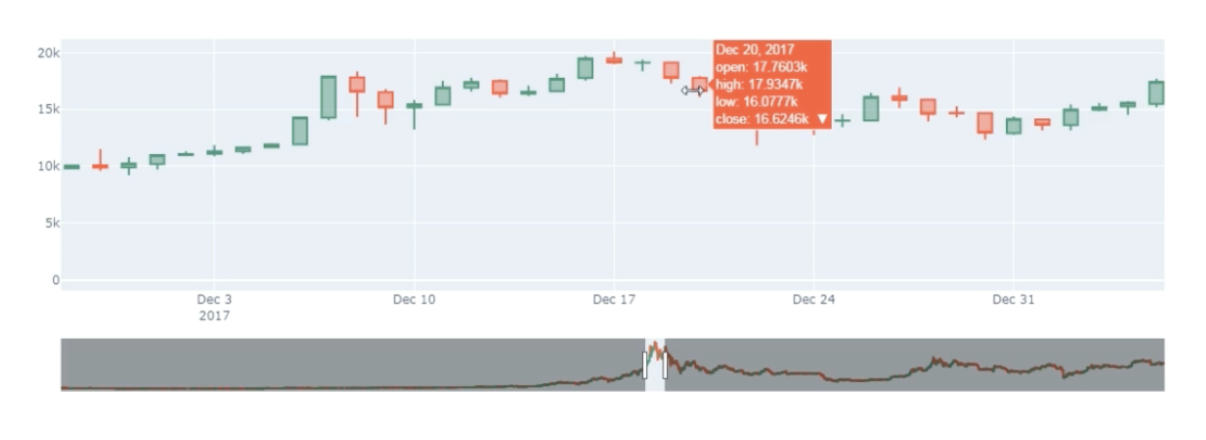 20k
15k
10k
5k
0
Dec 20, 2017
open: 17.7603k
high: 17.9347k
low: 16.0777k
close: 16.6246k ▼
Dec 3
2017
Dec 10
Dec 17
Dec 24
Dec 31